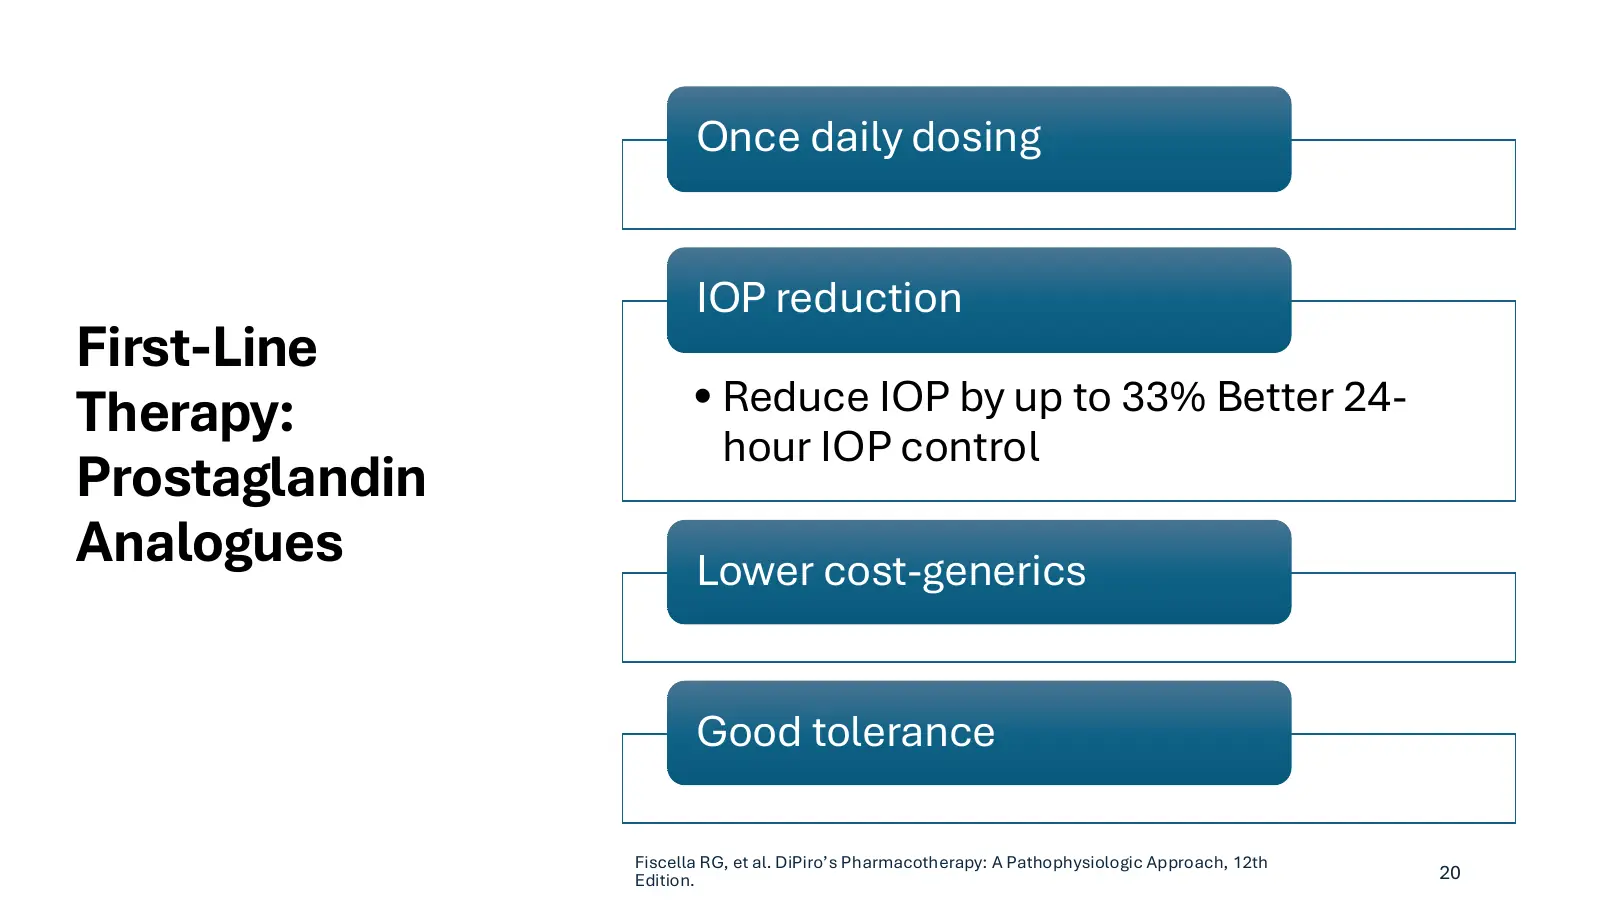 First-Line
Therapy:
Prostaglandin
Analogues
Once daily dosing
IOP reduction
• Reduce IOP by up to 33% Better 24-
hour IOP control
Lower cost-generics
Good tolerance
Fiscella RG, et al. DiPiro’s Pharmacotherapy: A Pathophysiologic Approach, 12th
Edition.
20